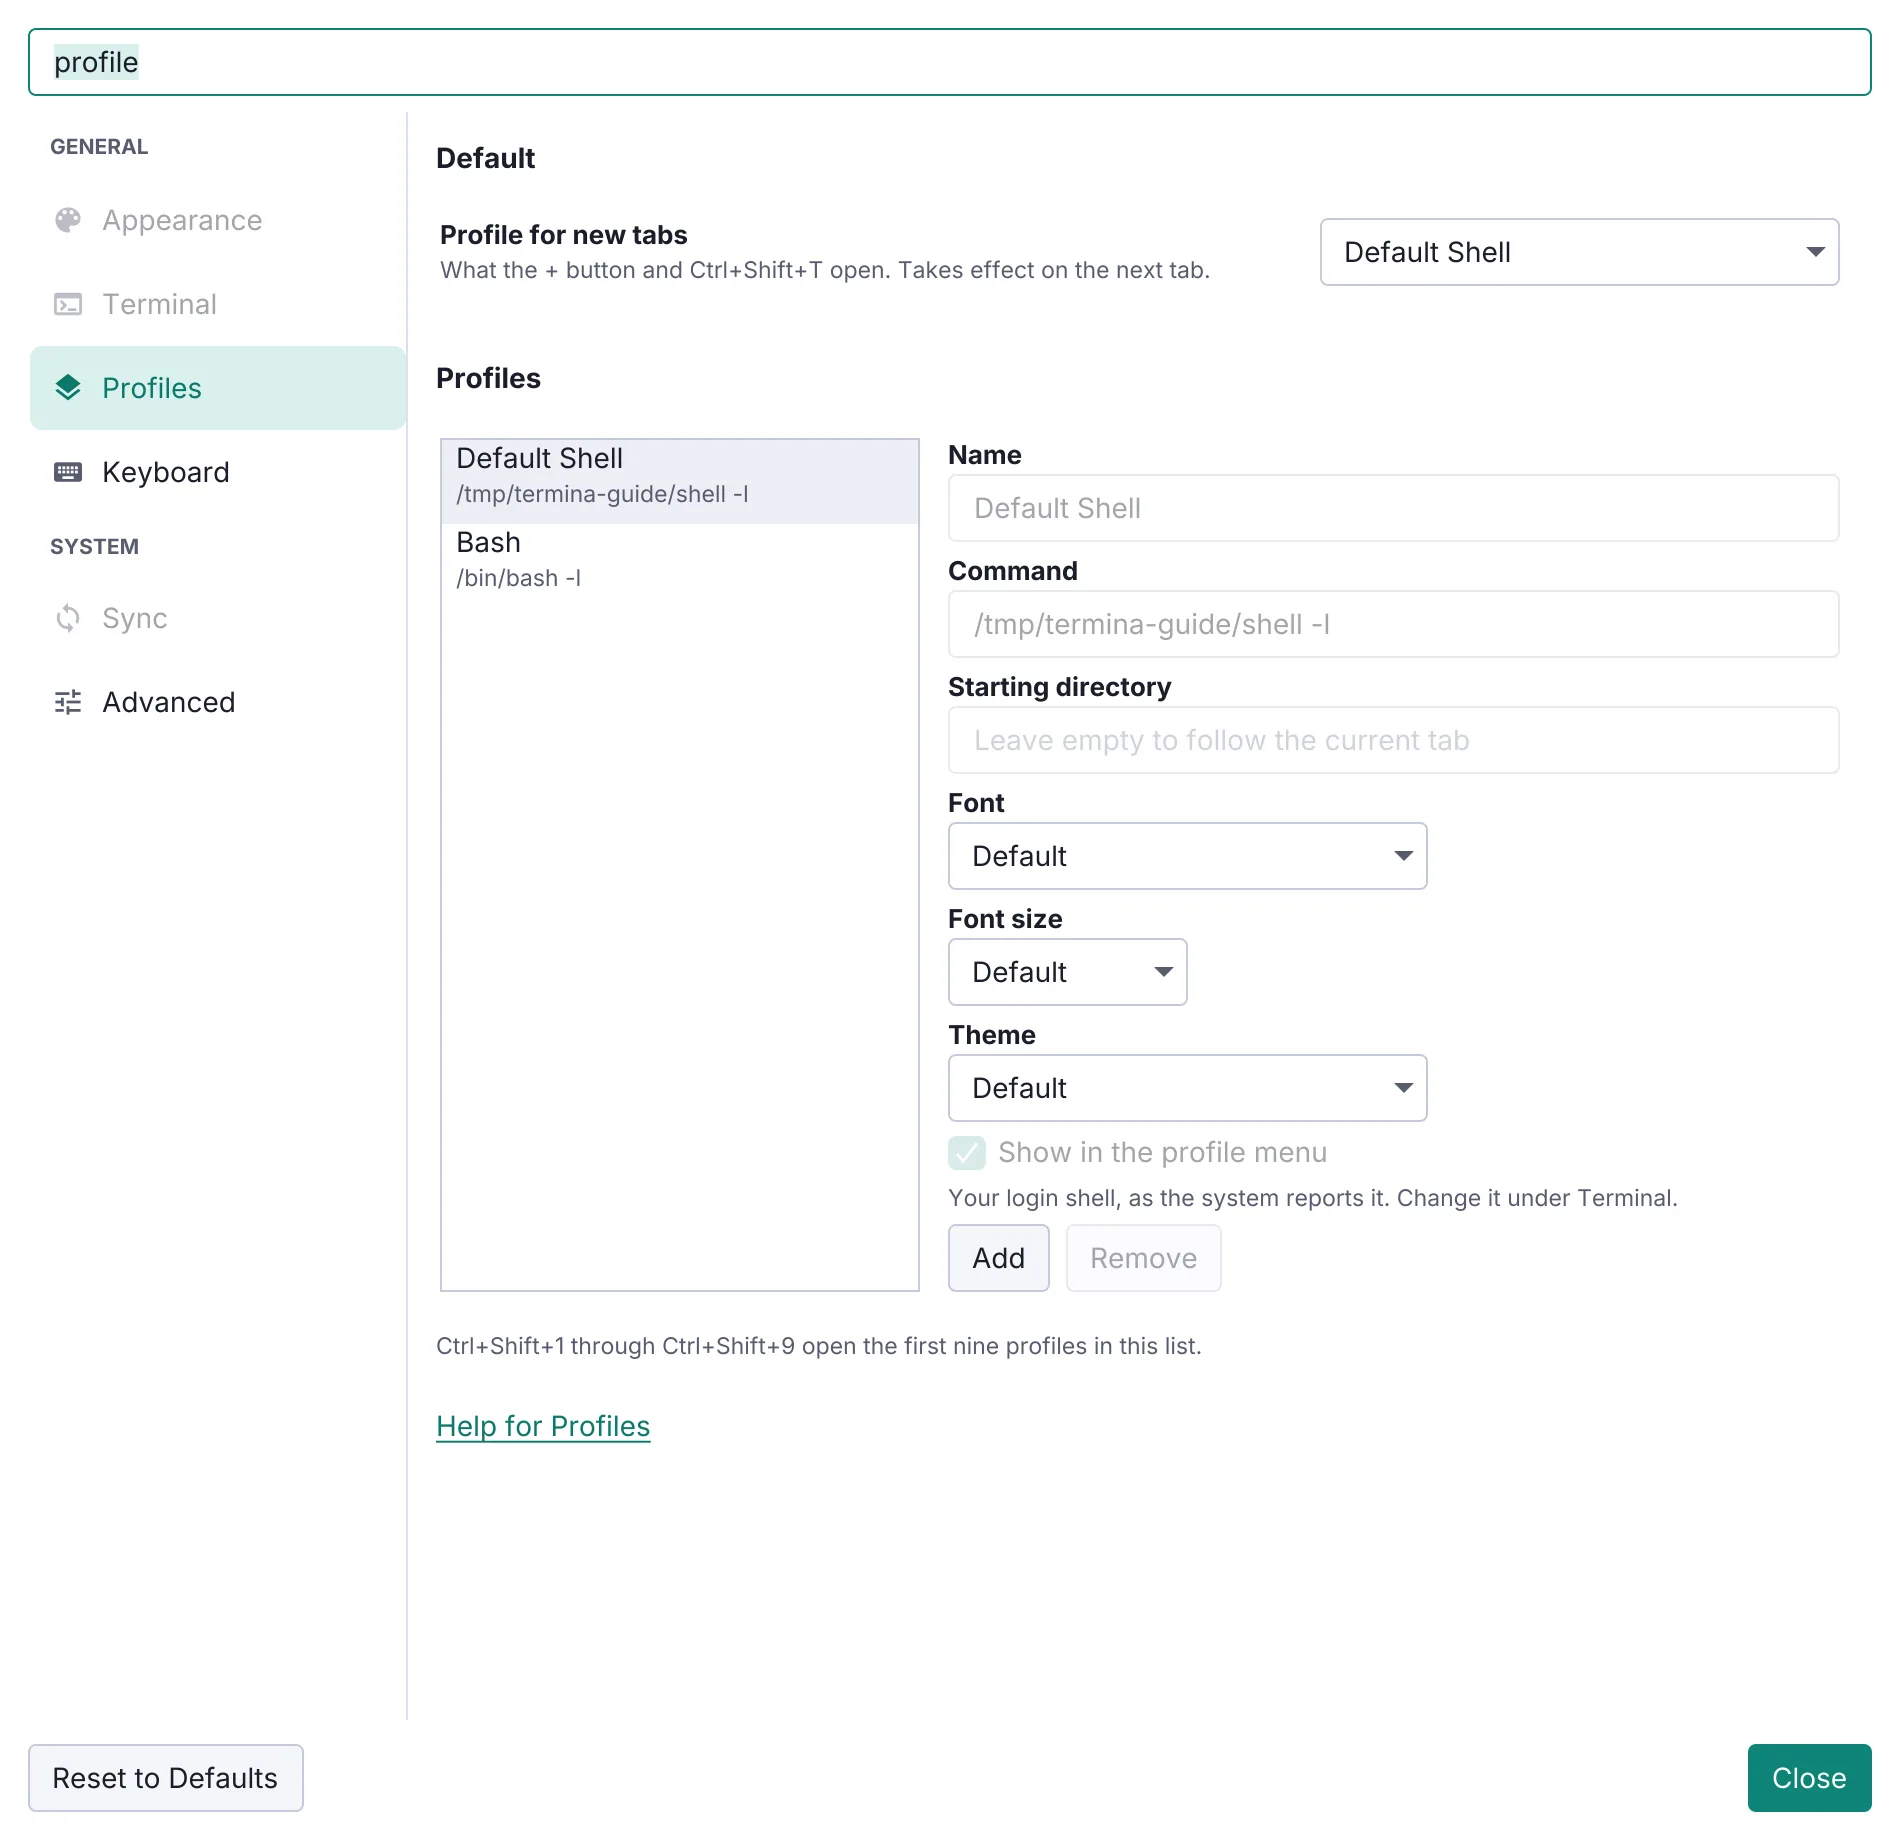 profile
GENERAL
Appearance
Terminal
Profiles
Keyboard
SYSTEM
Sync
Advanced
Default
Profile for new tabs
What the + button and Ctrl+Shift+T open. Takes effect on the next tab.
Default Shell
Profiles
Default Shell
/tmp/termina-guide/shell -l
Bash
/bin/bash -l
Name
Default Shell
Command
/tmp/termina-guide/shell -l
Starting directory
Leave empty to follow the current tab
Font
Default
Font size
Default
Theme
Default
Show in the profile menu
Your login shell, as the system reports it. Change it under Terminal.
Add
Remove
Ctrl+Shift+1 through Ctrl+Shift+9 open the first nine profiles in this list.
Help for Profiles
Reset to Defaults
Close